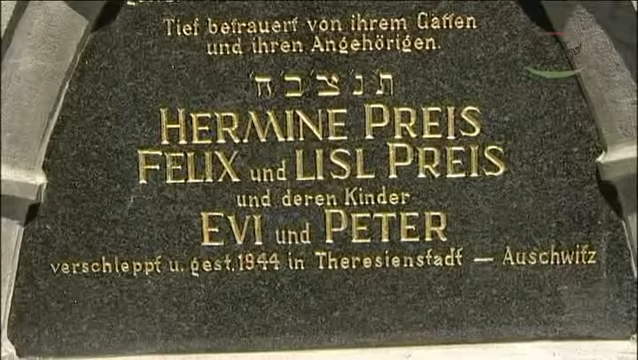 Tief betrauert von ihrem Gatten
und ihren Angehörigen.
תנצבה
HERMINE PREIS
FELIX und LISL PREIS
und deren Kinder
EVI und PETER
verschleppt u. gest. 1944 in Theresienstadt — Auschwitz